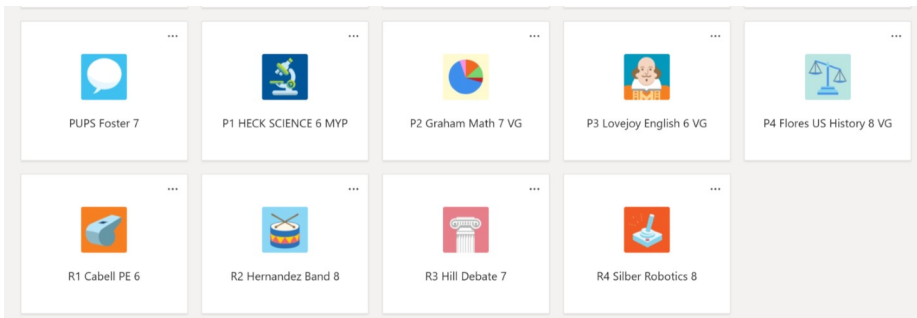 PUPS Foster 7
P1 HECK SCIENCE 6 MYP
P2 Graham Math 7 VG
P3 Lovejoy English 6 VG
P4 Flores US History 8 VG
R1 Cabell PE 6
R2 Hernandez Band 8
R3 Hill Debate 7
R4 Silber Robotics 8